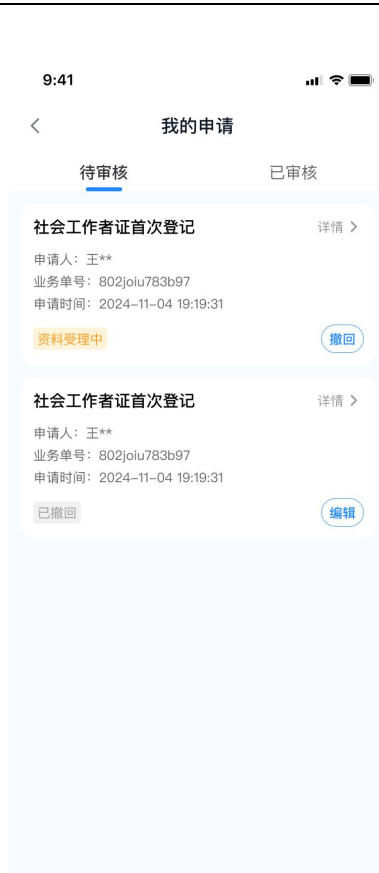 9:41
我的申请
待审核 已审核
社会工作者证首次登记 详情
申请人：王**
业务单号：802joiu783b97
申请时间：2024-11-04 19:19:31
资料受理中 撤回
社会工作者证首次登记 详情
申请人：王**
业务单号：802joiu783b97
申请时间：2024-11-04 19:19:31
已撤回 编辑